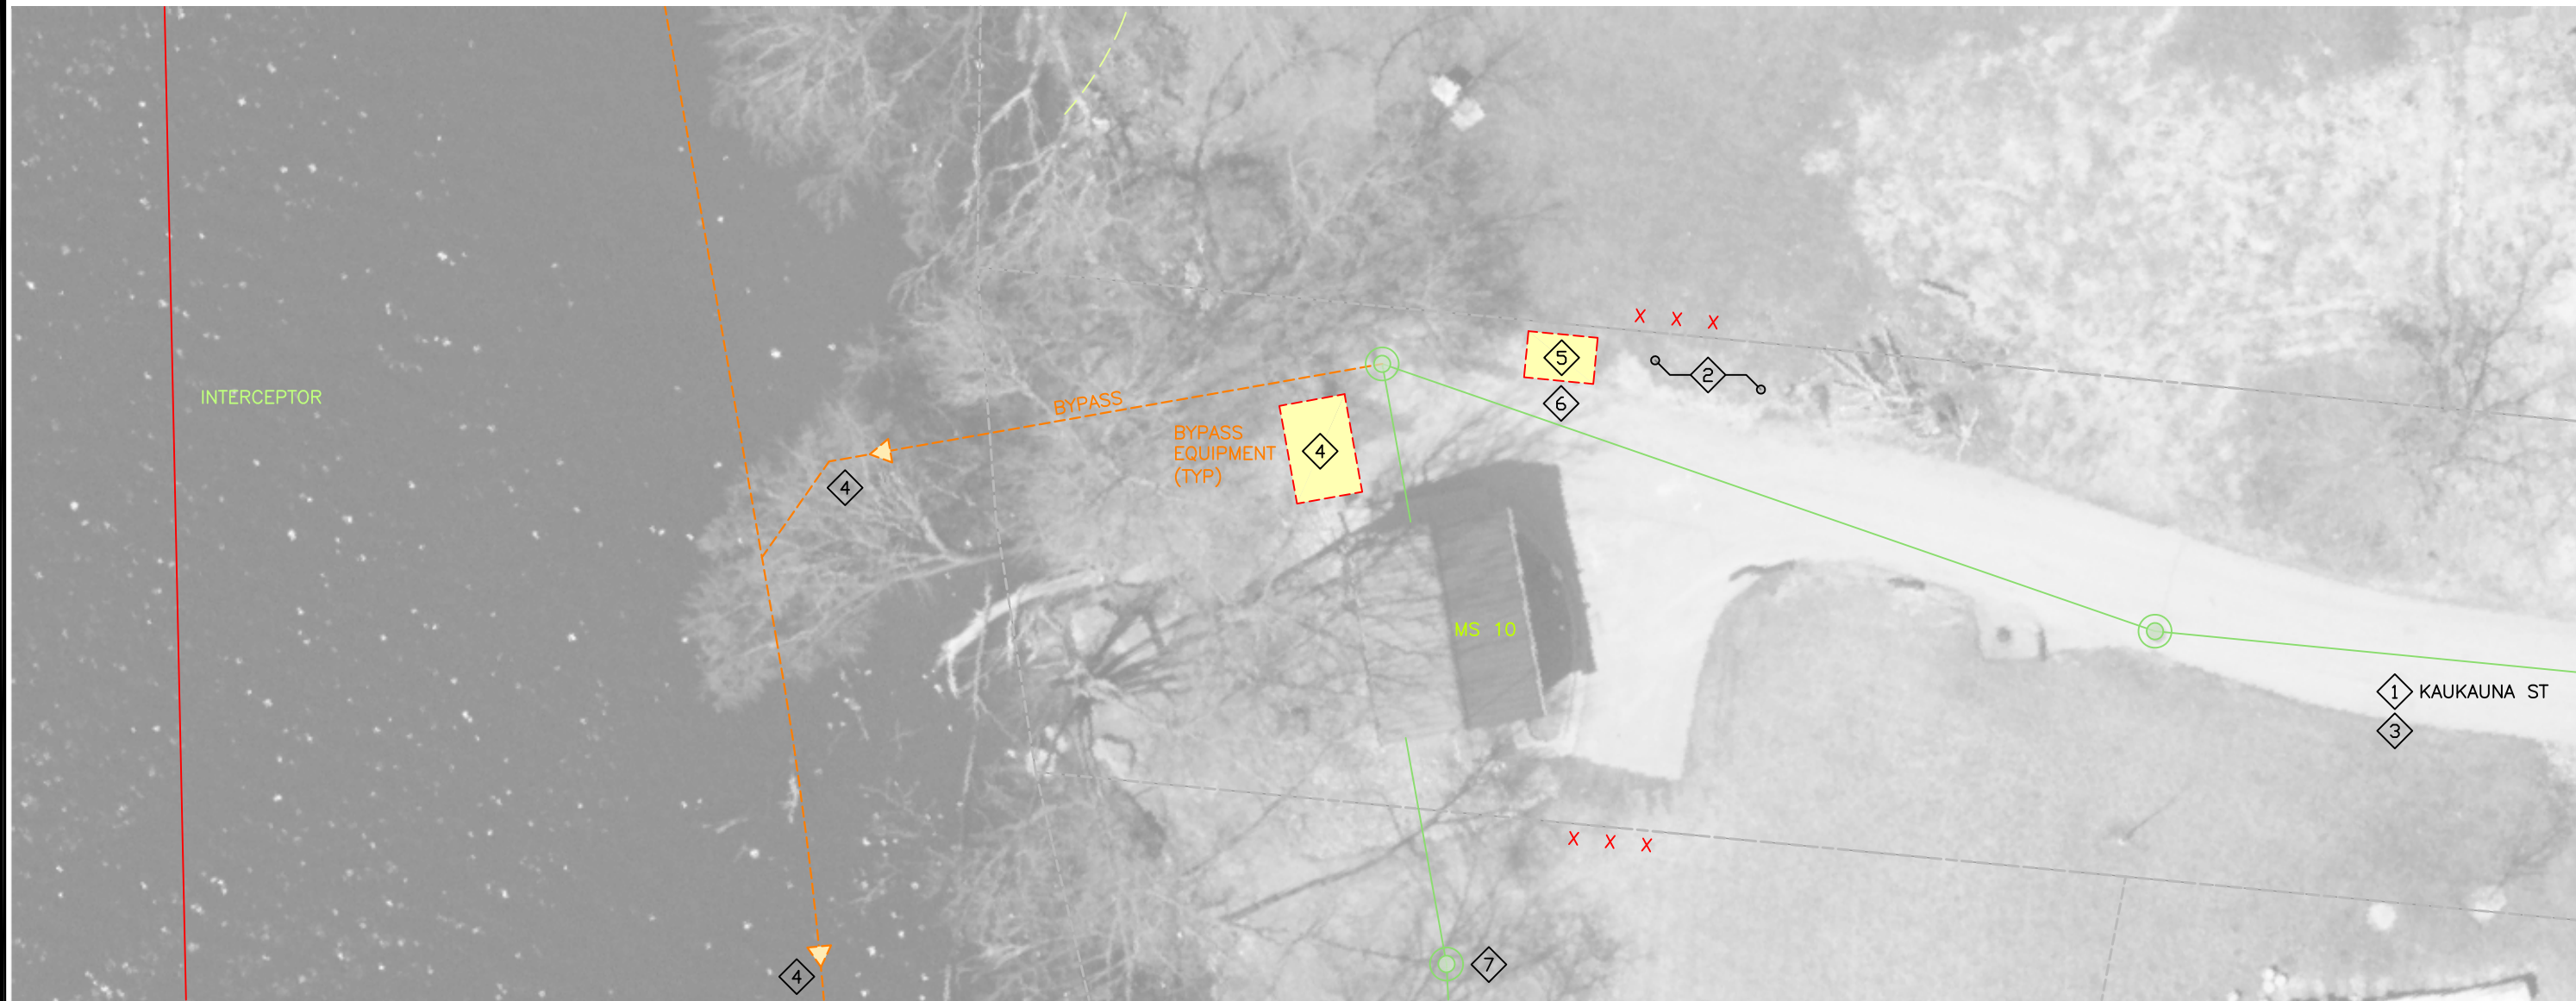 X X X
5
2
6
INTERCEPTOR
BYPASS
BYPASS
EQUIPMENT
(TYP)
4
4
MS 10
1 KAUKAUNA ST
3
X X X
7
4